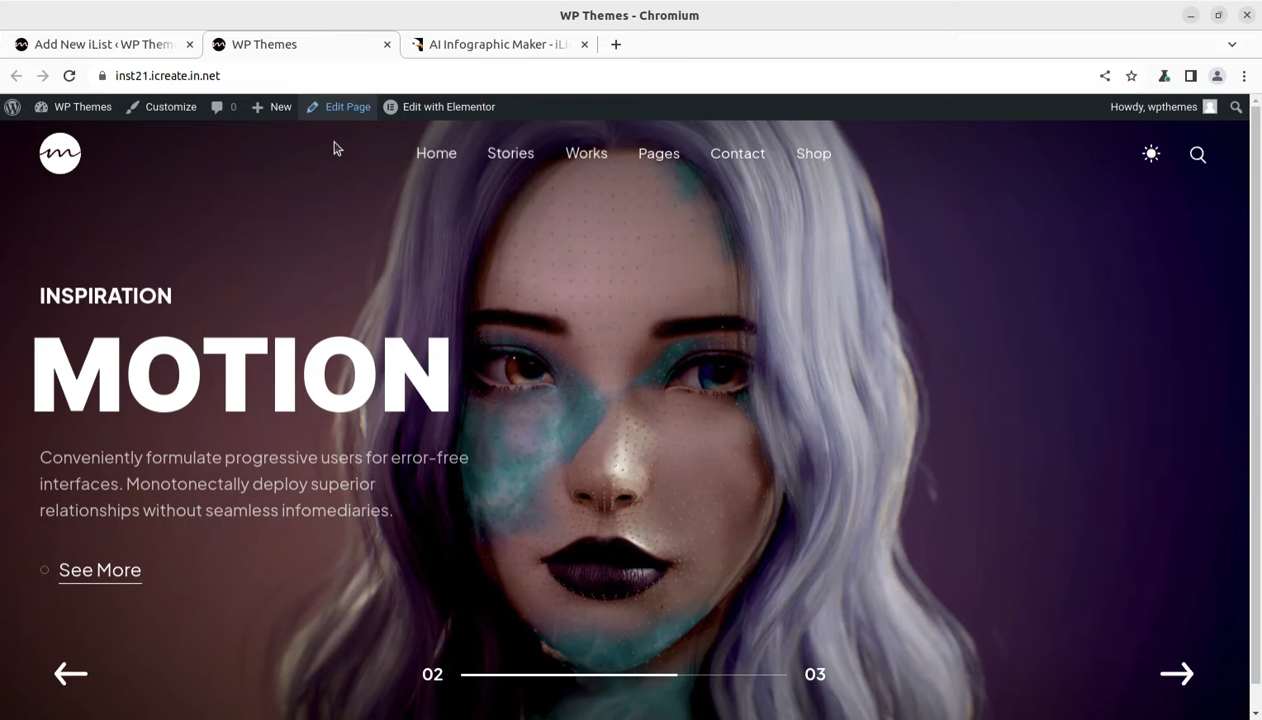 WP Themes - Chromium
Add New iList ‹ WP Them
WP Themes
AI Infographic Maker - iLi
inst21.icreate.in.net
WP Themes
Customize
0
New
Edit Page
Edit with Elementor
Howdy, wpthemes
Home
Stories
Works
Pages
Contact
Shop
INSPIRATION
MOTION
Conveniently formulate progressive users for error-free
interfaces. Monotonectally deploy superior
relationships without seamless infomediaries.
See More
02
03